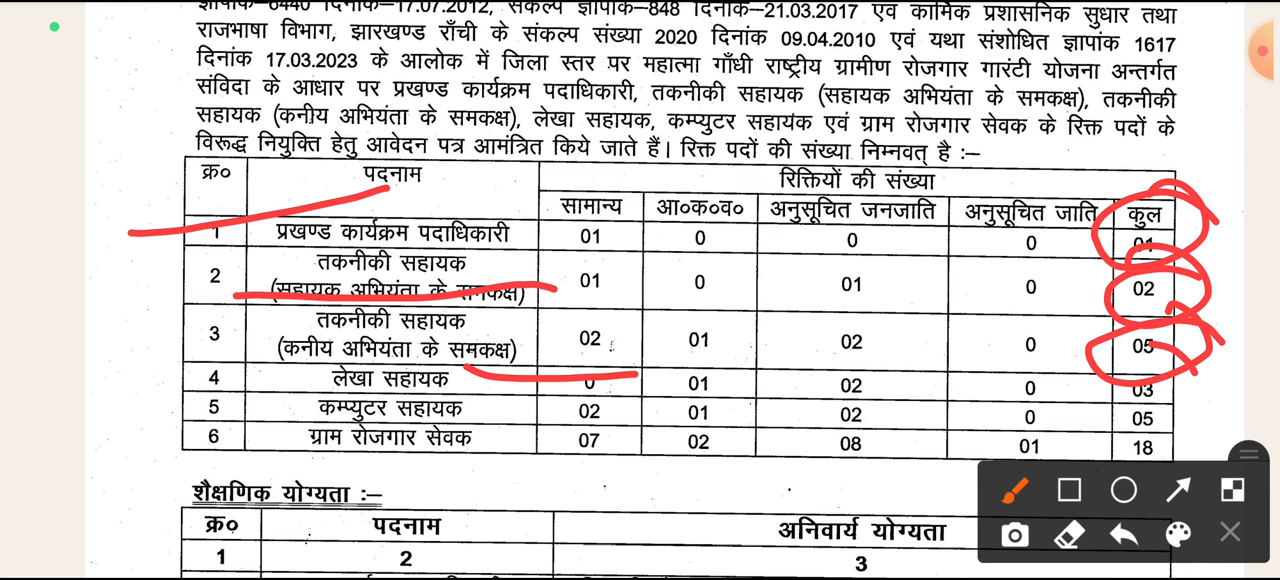 ज्ञापांक–6440 दिनांक–17.07.2012, संकल्प ज्ञापांक–848 दिनांक–21.03.2017 एवं कार्मिक प्रशासनिक सुधार तथा
राजभाषा विभाग, झारखण्ड राँची के संकल्प संख्या 2020 दिनांक 09.04.2010 एवं यथा संशोधित ज्ञापांक 1617
दिनांक 17.03.2023 के आलोक में जिला स्तर पर महात्मा गाँधी राष्ट्रीय ग्रामीण रोजगार गारंटी योजना अन्तर्गत
संविदा के आधार पर प्रखण्ड कार्यक्रम पदाधिकारी, तकनीकी सहायक (सहायक अभियंता के समकक्ष), तकनीकी
सहायक (कनीय अभियंता के समकक्ष), लेखा सहायक, कम्प्युटर सहायक एवं ग्राम रोजगार सेवक के रिक्त पदों के
विरूद्ध नियुक्ति हेतु आवेदन पत्र आमंत्रित किये जाते हैं। रिक्त पदों की संख्या निम्नवत् है :–
क्र० पदनाम रिक्तियों की संख्या
सामान्य आ०क०व० अनुसूचित जनजाति अनुसूचित जाति कुल
1 प्रखण्ड कार्यक्रम पदाधिकारी 01 0 0 0 01
2 तकनीकी सहायक
(सहायक अभियंता के समकक्ष) 01 0 01 0 02
3 तकनीकी सहायक
(कनीय अभियंता के समकक्ष) 02 01 02 0 05
4 लेखा सहायक 0 01 02 0 03
5 कम्प्युटर सहायक 02 01 02 0 05
6 ग्राम रोजगार सेवक 07 02 08 01 18
शैक्षणिक योग्यता :–
क्र० पदनाम अनिवार्य योग्यता
1 2 3